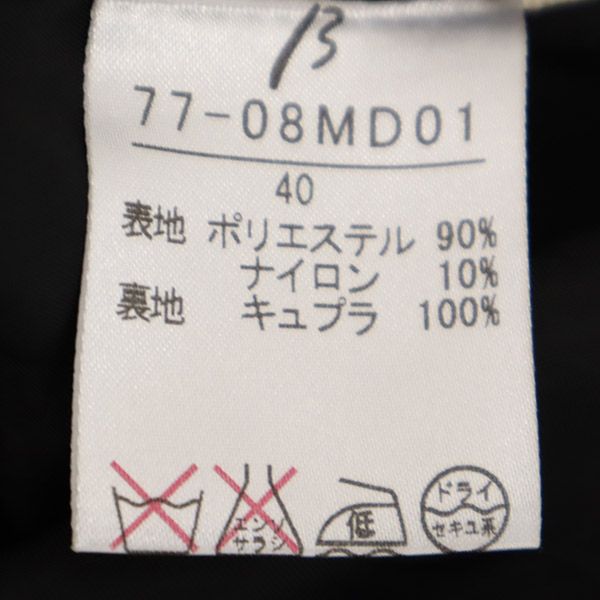 13
77-08MD01
40
表地 ポリエステル 90%
ナイロン 10%
裏地 キュプラ 100%
エンソ
サラシ
低
ドライ
セキユ系